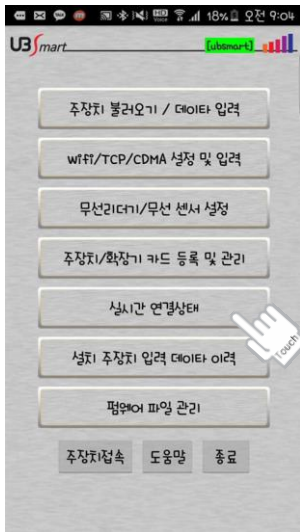 18% 오전 9:04
UBSmart
[ubsmart]
주장치 불러오기 / 데이타 입력
wifi/TCP/CDMA 설정 및 입력
무선리더기/무선 센서 설정
주장치/확장기 카드 등록 및 관리
실시간 연결상태
설치 주장치 입력 데이타 이력
펌웨어 파일 관리
주장치접속 도움말 종료
Touch